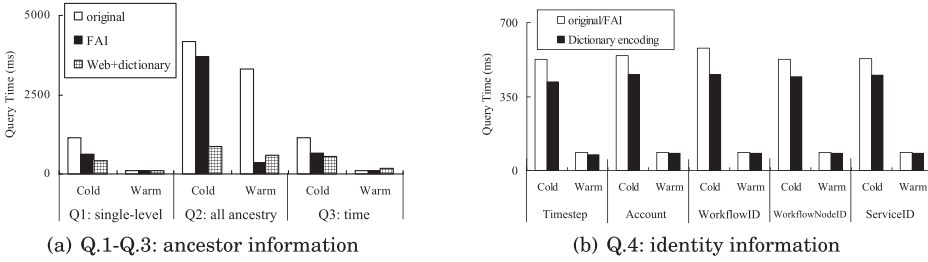 5000
2500
0
Query Time (ms)
original
FAI
Web+dictionary
Cold
Warm
Cold
Warm
Cold
Warm
Q1: single-level
Q2: all ancestry
Q3: time
(a) Q.1-Q.3: ancestor information
700
350
0
Query Time (ms)
original/FAI
Dictionary encoding
Cold
Warm
Cold
Warm
Cold
Warm
Cold
Warm
Cold
Warm
Timestep
Account
WorkflowID
WorkflowNodeID
ServiceID
(b) Q.4: identity information